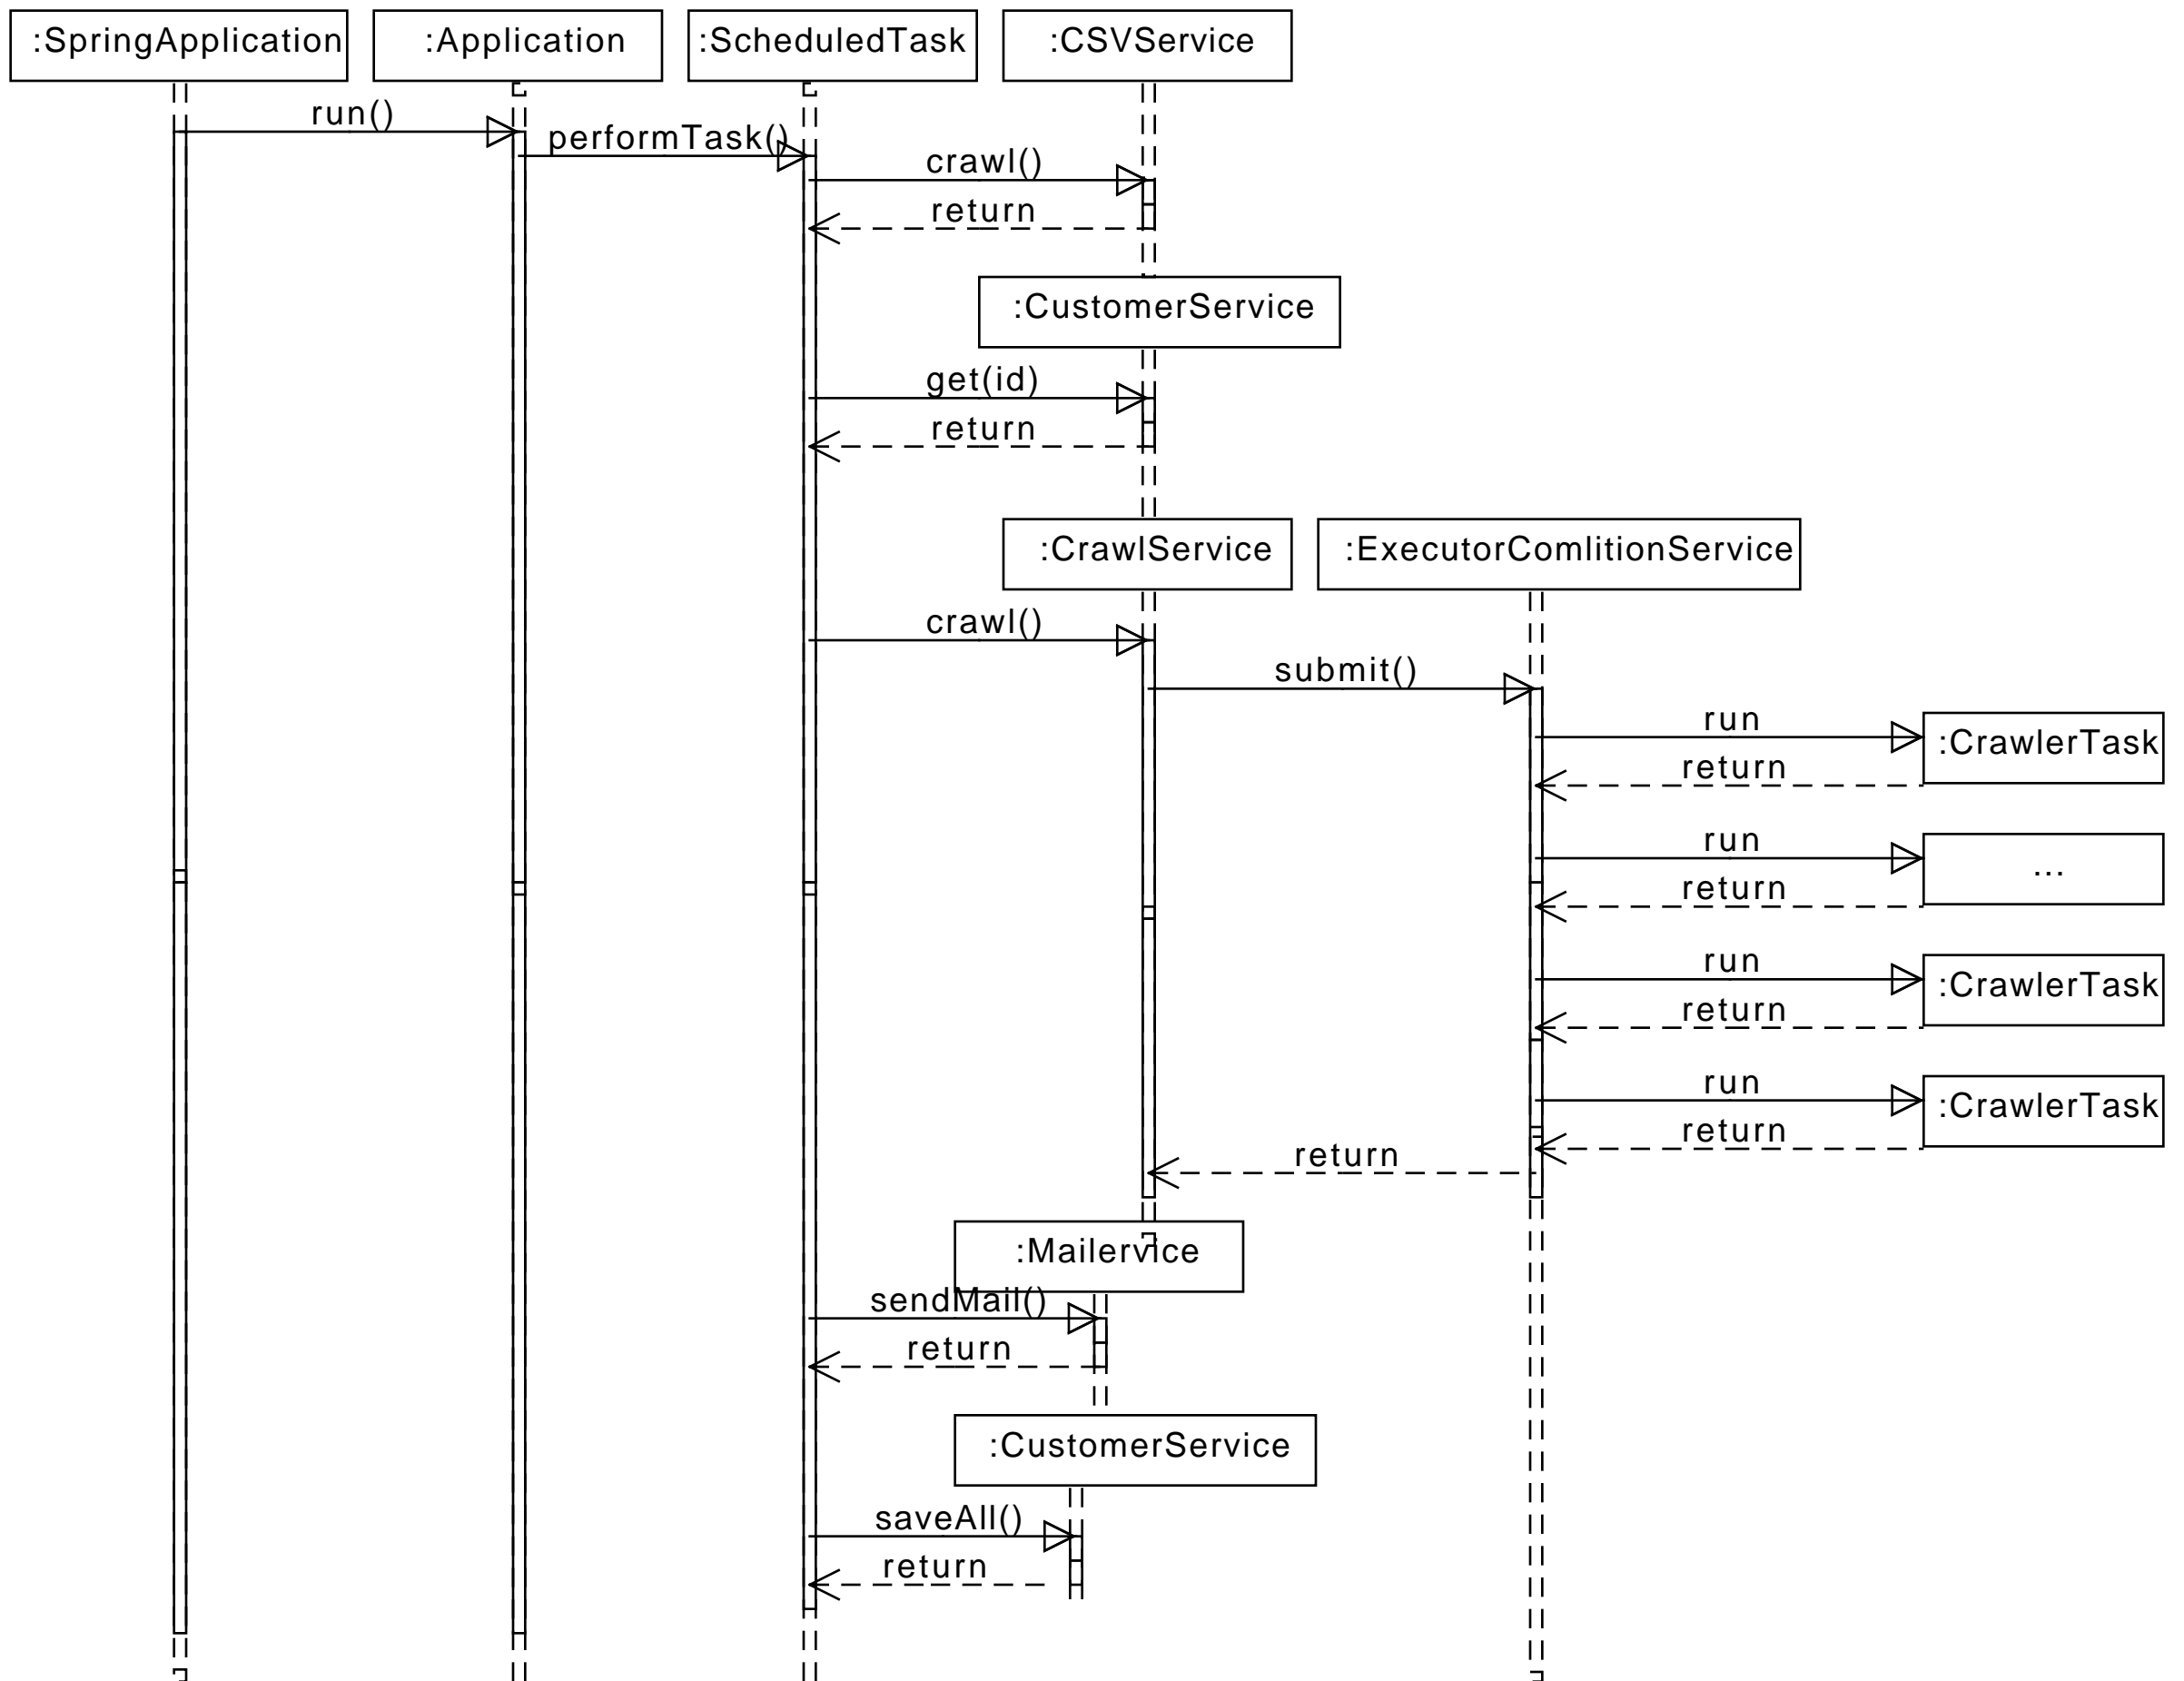 :SpringApplication
:Application
:ScheduledTask
:CSVService
run()
performTask()
crawl()
return
:CustomerService
get(id)
return
:CrawlService
:ExecutorComlitionService
crawl()
submit()
run
:CrawlerTask
return
run
...
return
run
:CrawlerTask
return
run
:CrawlerTask
return
return
:Mailervice
sendMail()
return
:CustomerService
saveAll()
return